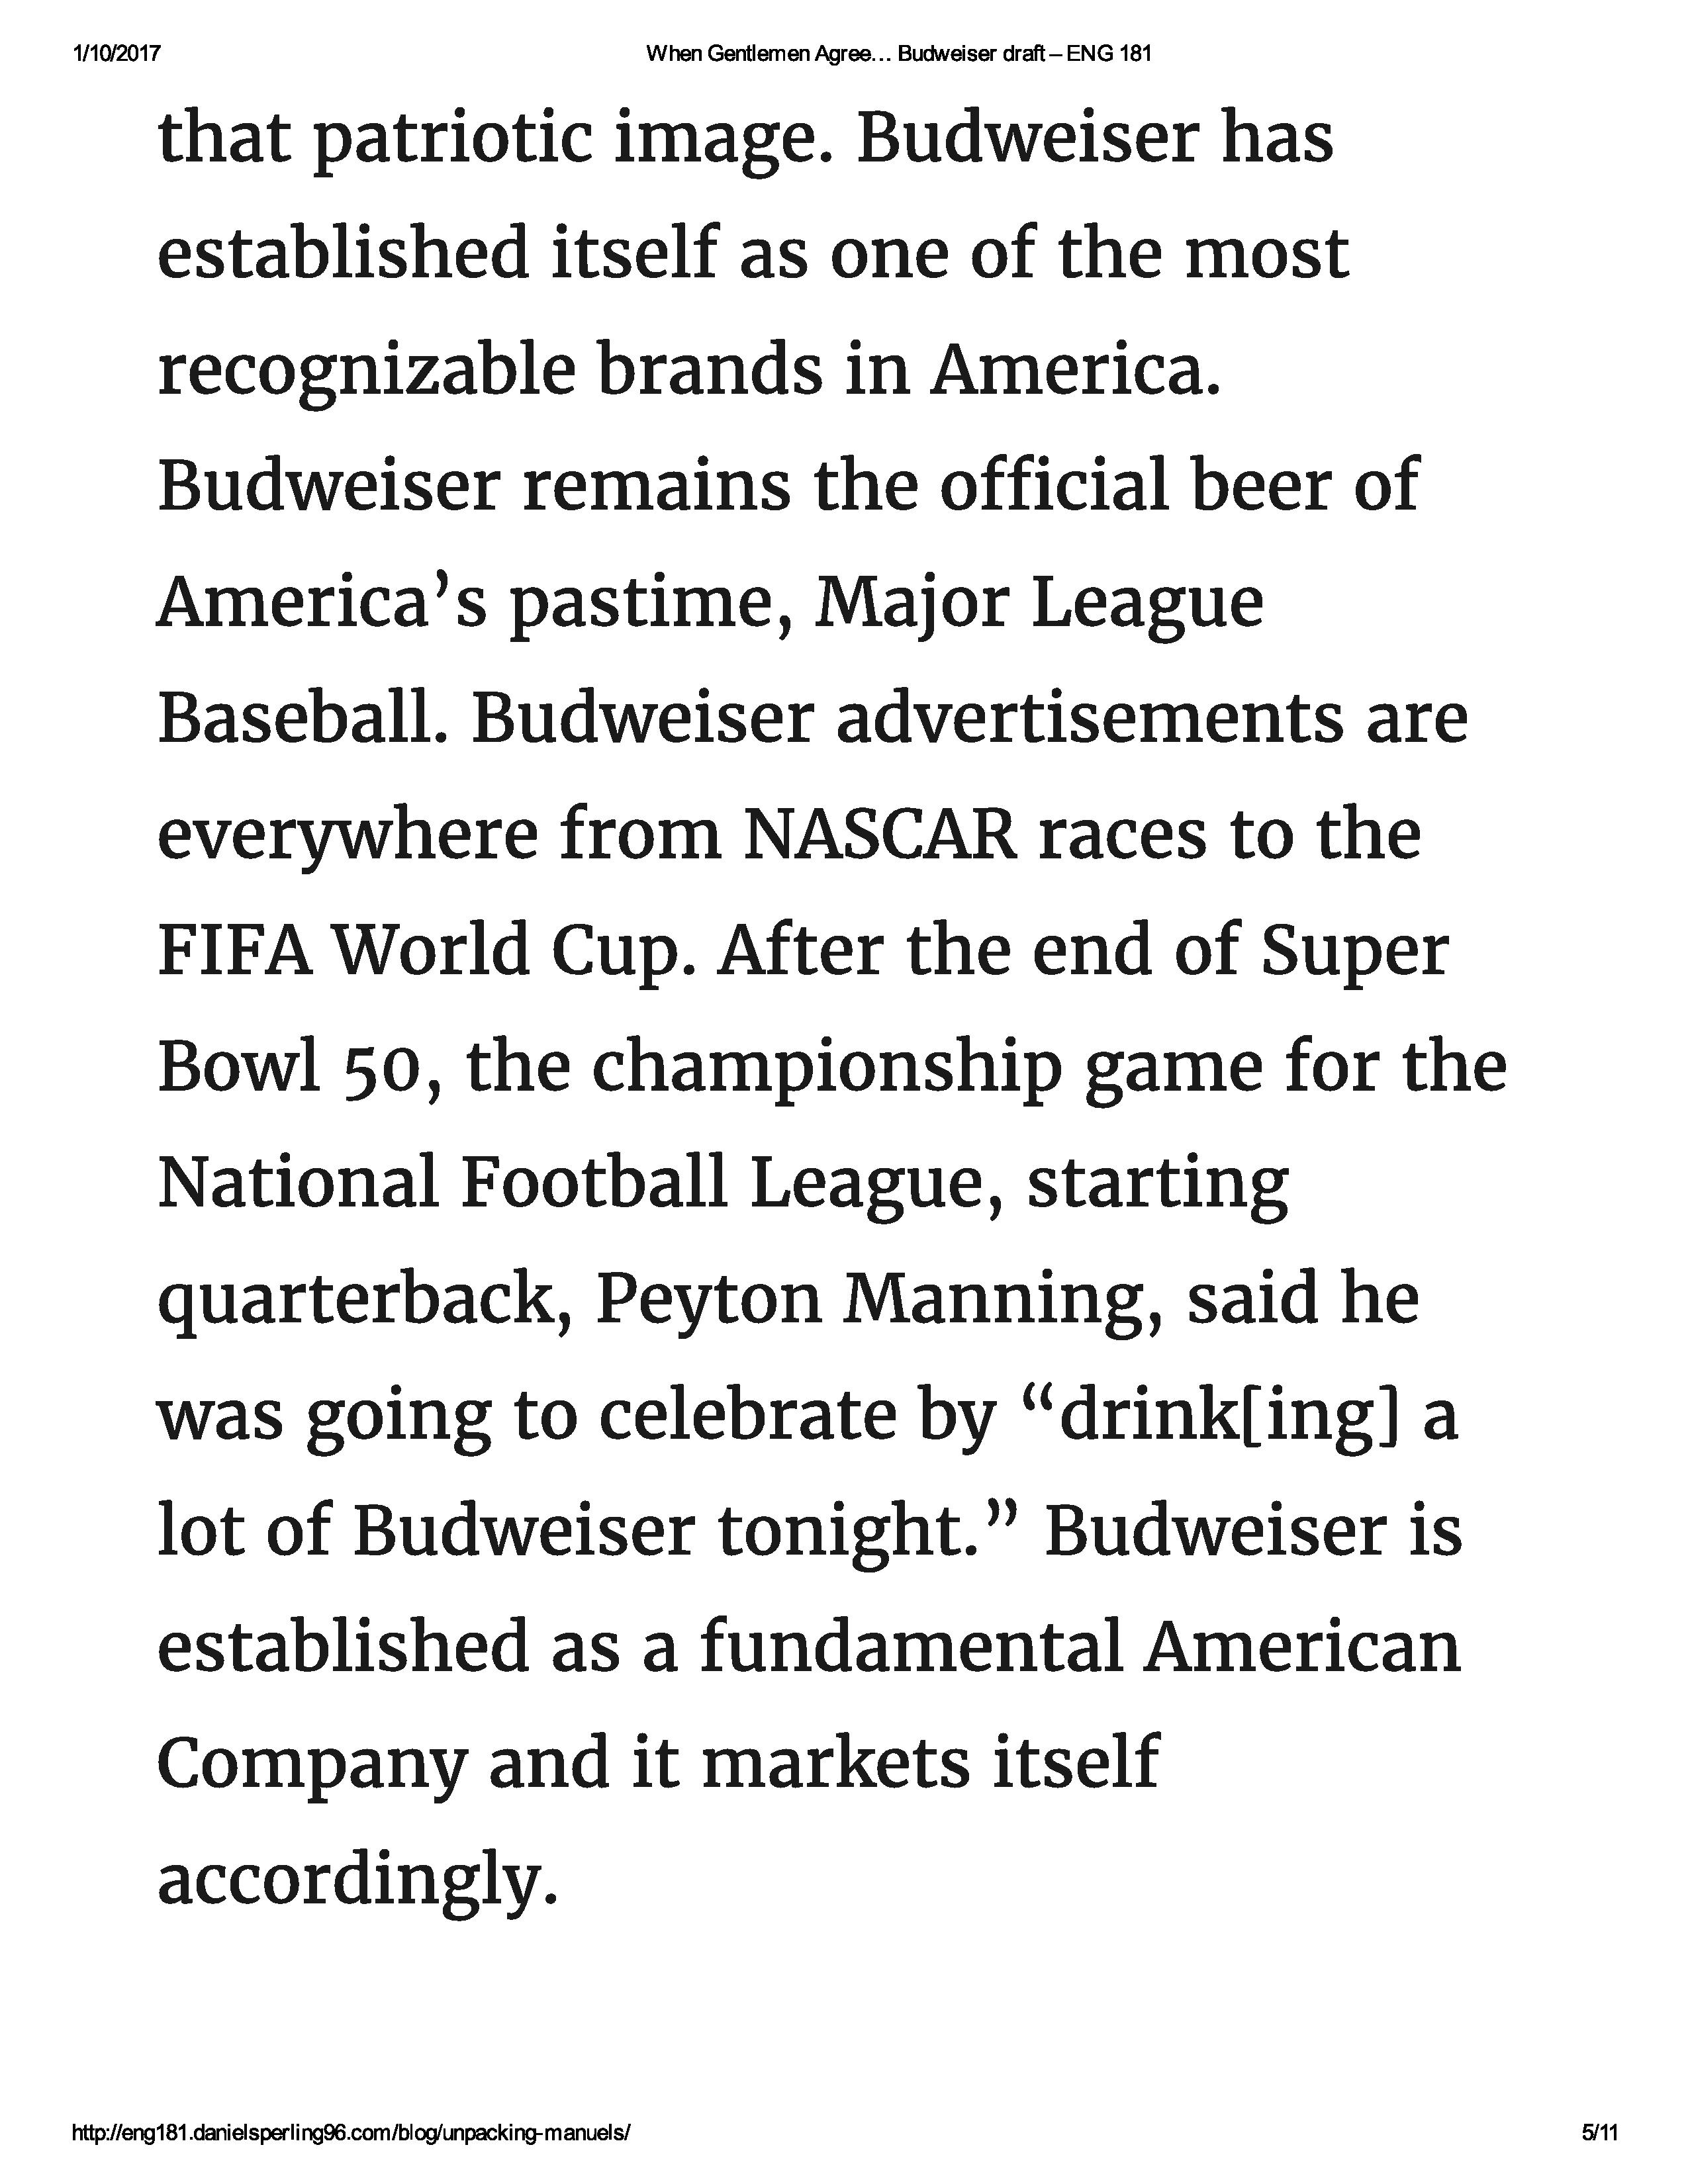 1/10/2017 When Gentlemen Agree… Budweiser draft – ENG 181
that patriotic image. Budweiser has
established itself as one of the most
recognizable brands in America.
Budweiser remains the official beer of
America’s pastime, Major League
Baseball. Budweiser advertisements are
everywhere from NASCAR races to the
FIFA World Cup. After the end of Super
Bowl 50, the championship game for the
National Football League, starting
quarterback, Peyton Manning, said he
was going to celebrate by “drink[ing] a
lot of Budweiser tonight.” Budweiser is
established as a fundamental American
Company and it markets itself
accordingly.
http://eng181.danielsperling96.com/blog/unpacking-manuels/ 5/11